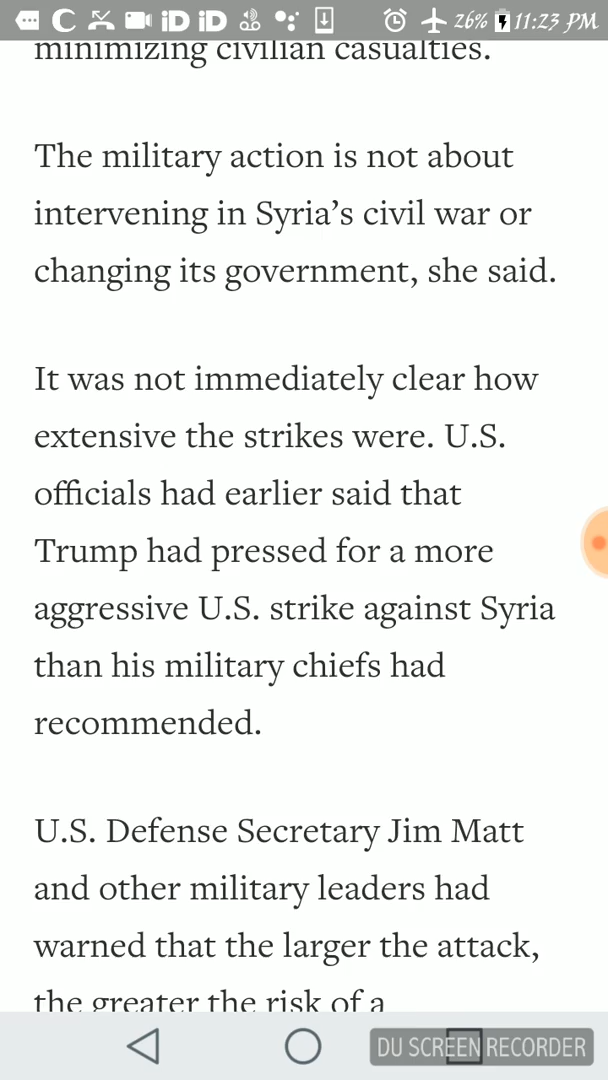 26% 11:23 PM
minimizing civilian casualties.
The military action is not about
intervening in Syria’s civil war or
changing its government, she said.
It was not immediately clear how
extensive the strikes were. U.S.
officials had earlier said that
Trump had pressed for a more
aggressive U.S. strike against Syria
than his military chiefs had
recommended.
U.S. Defense Secretary Jim Matt
and other military leaders had
warned that the larger the attack,
the greater the risk of a
DU SCREEN RECORDER